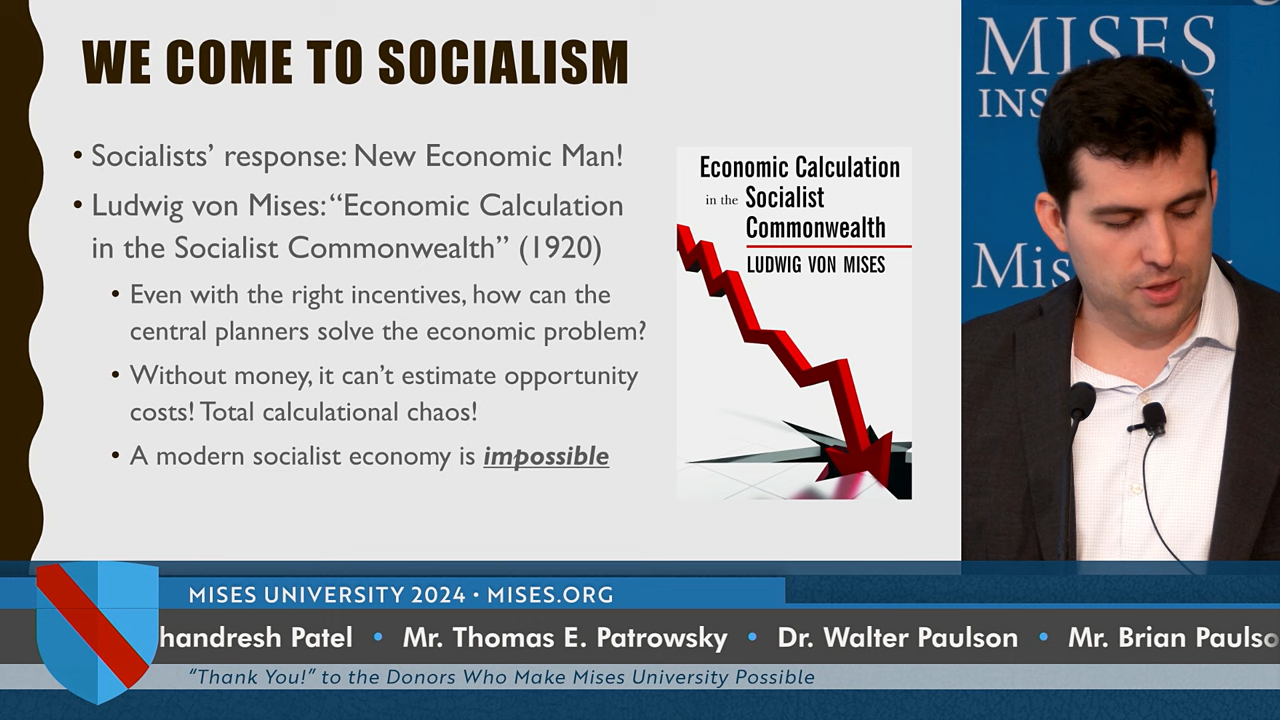 WE COME TO SOCIALISM
• Socialists’ response: New Economic Man!
• Ludwig von Mises: “Economic Calculation
in the Socialist Commonwealth” (1920)
• Even with the right incentives, how can the
central planners solve the economic problem?
• Without money, it can’t estimate opportunity
costs! Total calculational chaos!
• A modern socialist economy is impossible
Economic Calculation
in the Socialist
Commonwealth
LUDWIG VON MISES
MISES
INS E
Mis
MISES UNIVERSITY 2024 • MISES.ORG
handresh Patel • Mr. Thomas E. Patrowsky • Dr. Walter Paulson • Mr. Brian Paulso
“Thank You!” to the Donors Who Make Mises University Possible